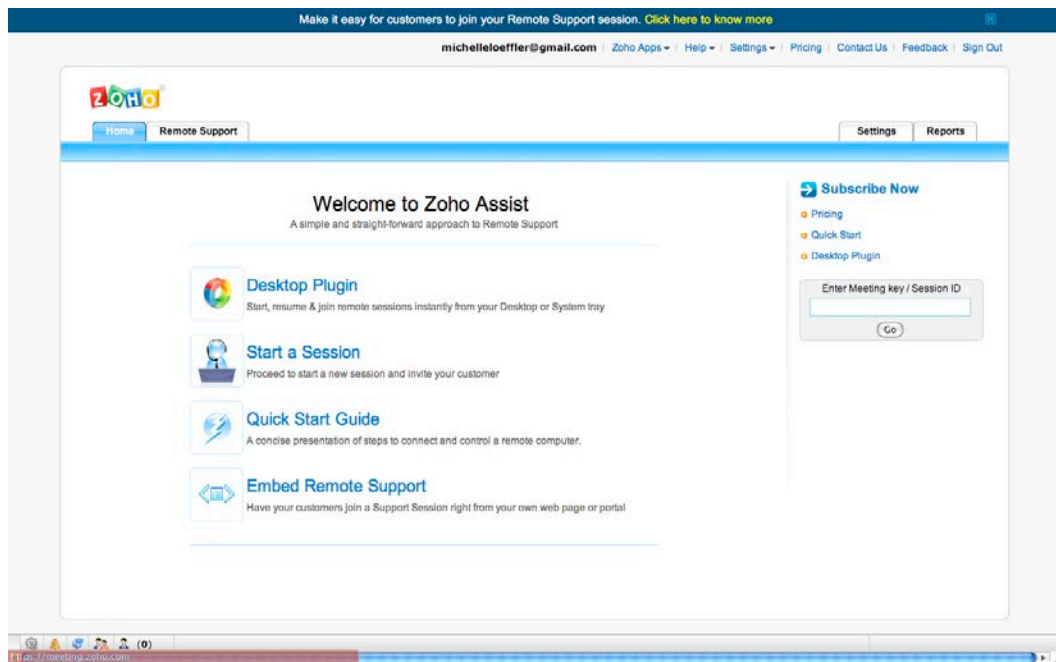 Make it easy for customers to join your Remote Support session. Click here to know more
michelleloeffler@gmail.com Zoho Apps Help Settings Pricing Contact Us Feedback Sign Out
ZOHO
Home Remote Support Settings Reports
Welcome to Zoho Assist
A simple and straight-forward approach to Remote Support
Desktop Plugin
Start, resume & join remote sessions instantly from your Desktop or System tray
Start a Session
Proceed to start a new session and invite your customer
Quick Start Guide
A concise presentation of steps to connect and control a remote computer.
Embed Remote Support
Have your customers join a Support Session right from your own web page or portal
Subscribe Now
Pricing
Quick Start
Desktop Plugin
Enter Meeting key / Session ID
Go
(0)
meeting.zoho.com